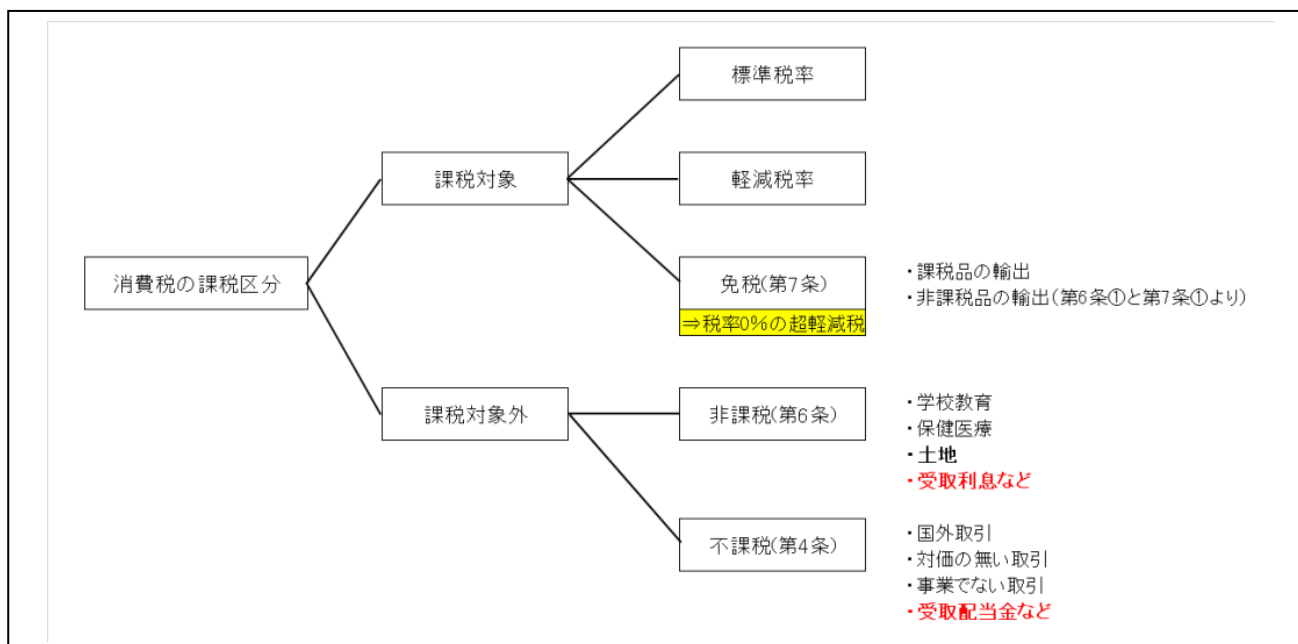 標準税率
課税対象
軽減税率
消費税の課税区分
免税(第7条)
⇒税率0%の超軽減税
・課税品の輸出
・非課税品の輸出(第6条①と第7条①より)
課税対象外
非課税(第6条)
・学校教育
・保健医療
・土地
・受取利息など
不課税(第4条)
・国外取引
・対価の無い取引
・事業でない取引
・受取配当金など